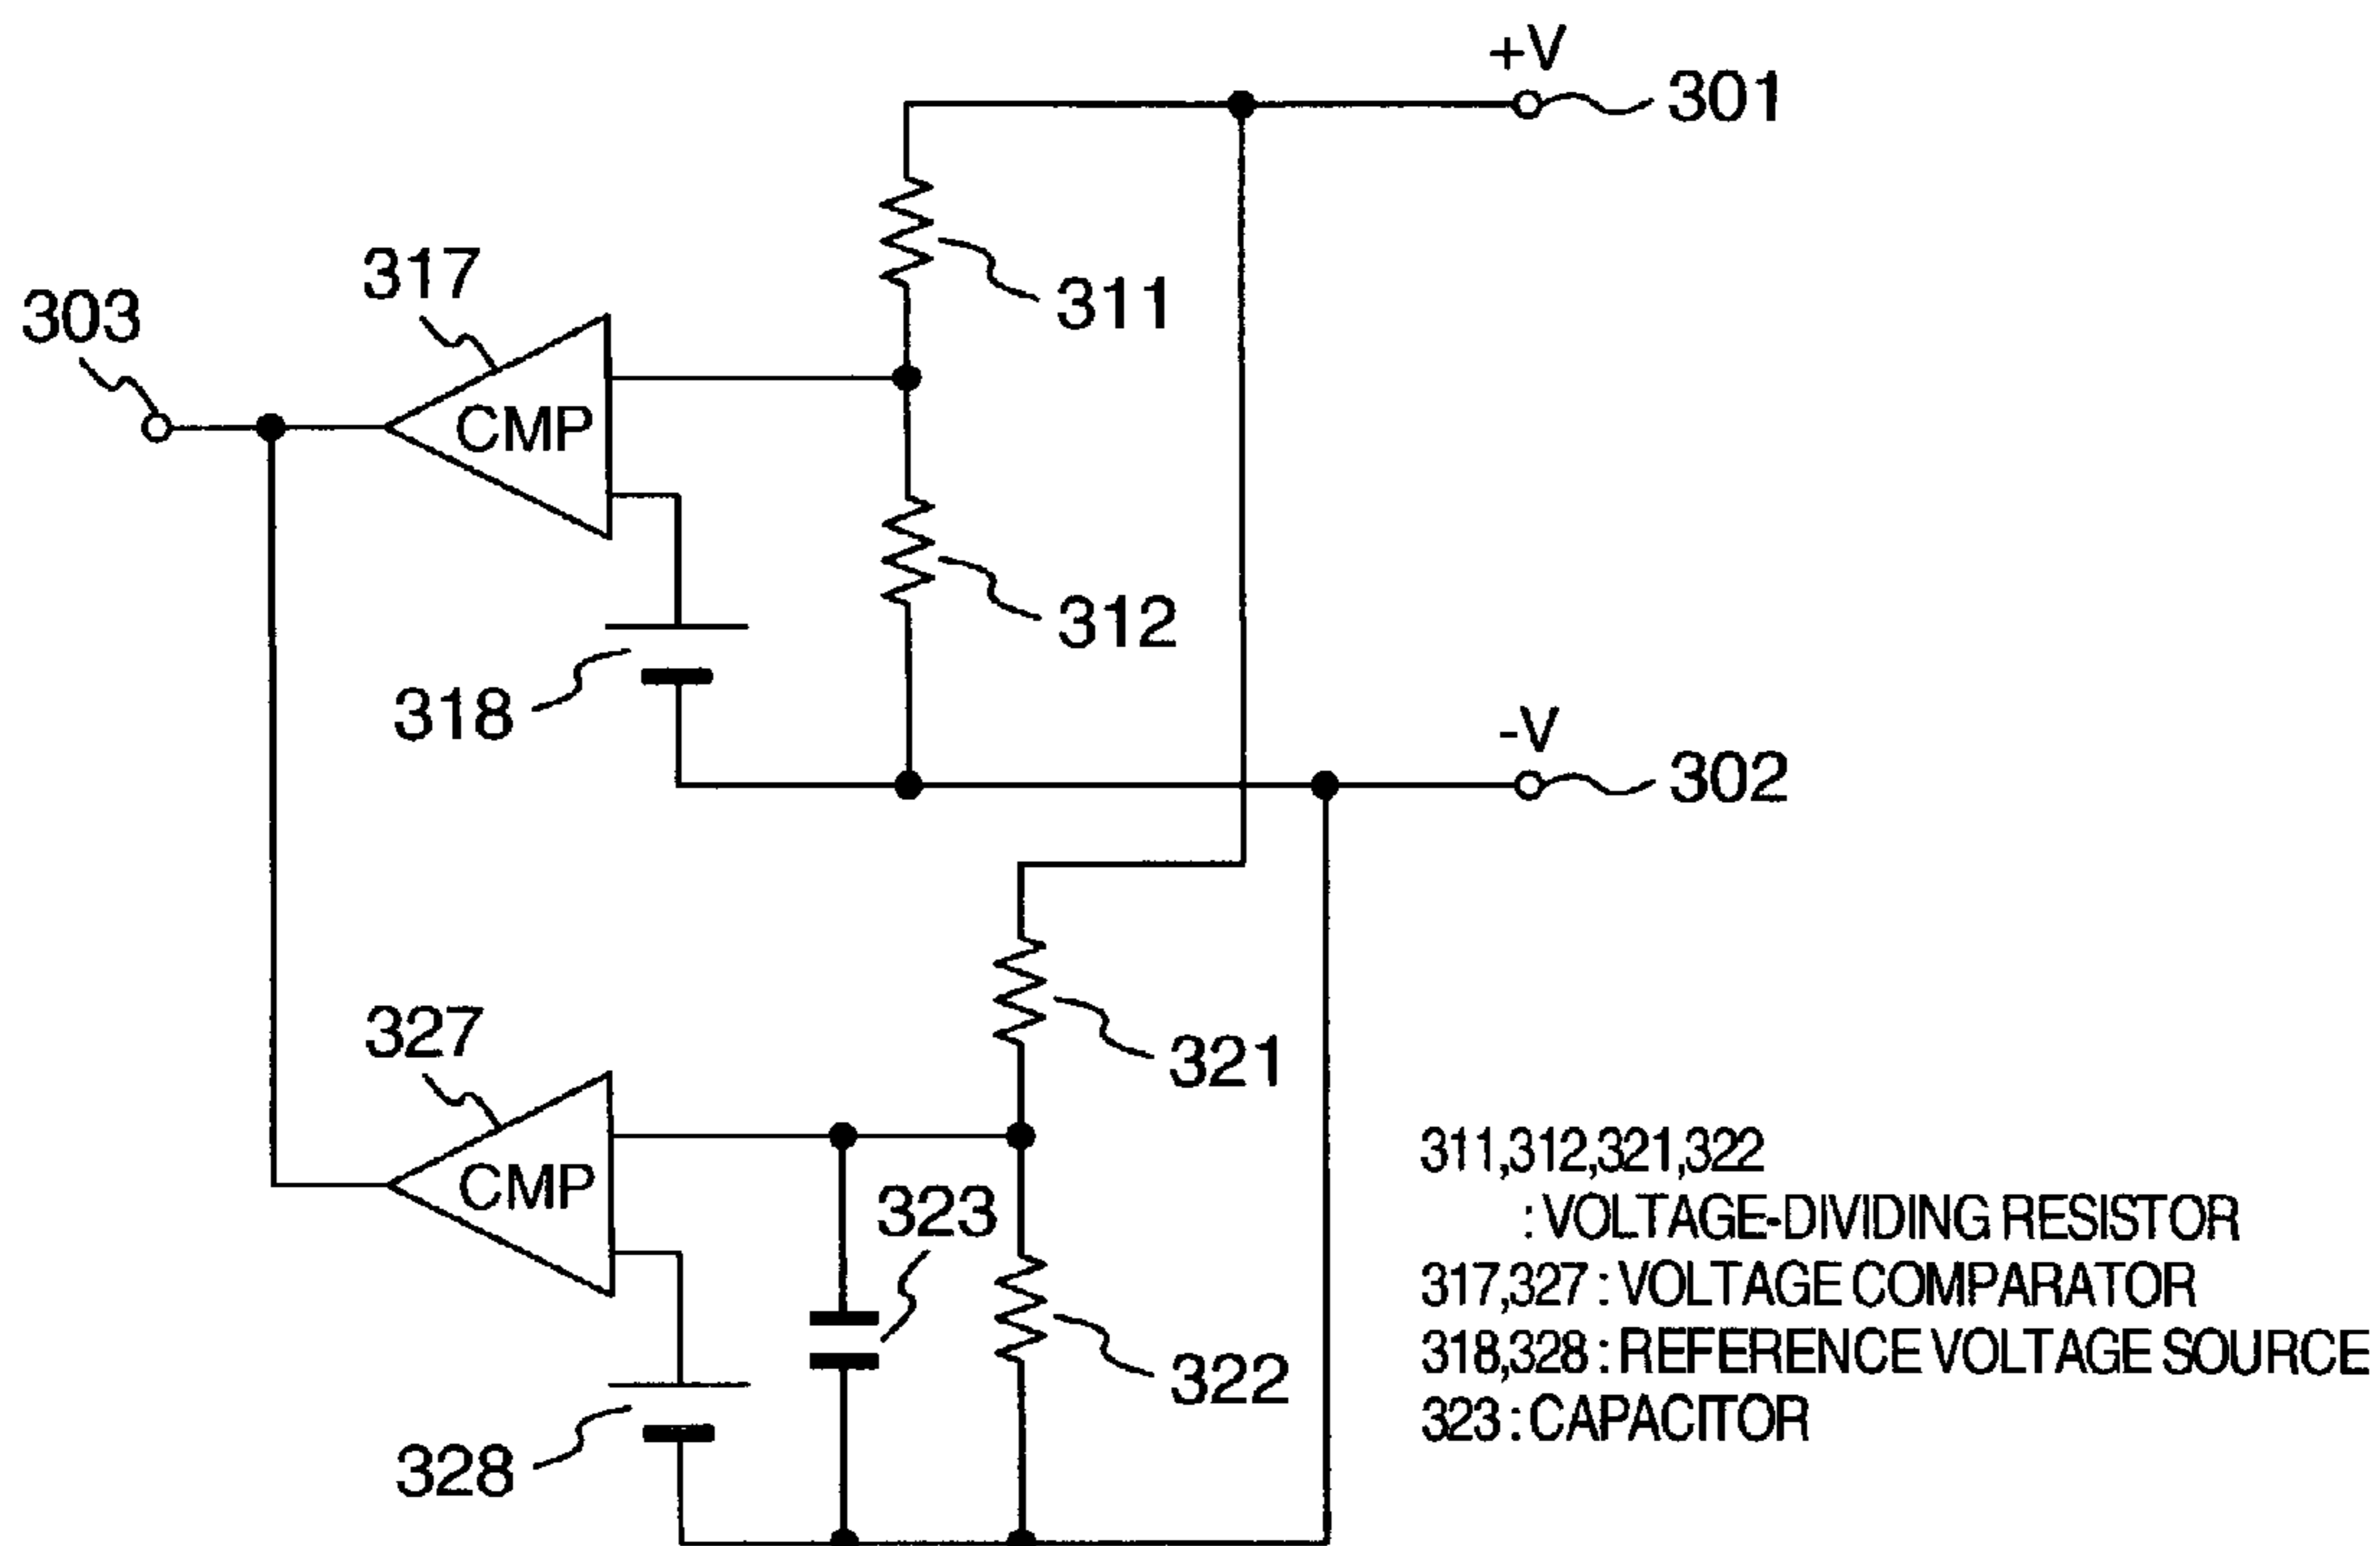 +V
301
311
317
303
CMP
312
318
-V
302
321
327
CMP
323
322
328
311,312,321,322
: VOLTAGE-DIVIDING RESISTOR
317,327 : VOLTAGE COMPARATOR
318,328 : REFERENCE VOLTAGE SOURCE
323 : CAPACITOR